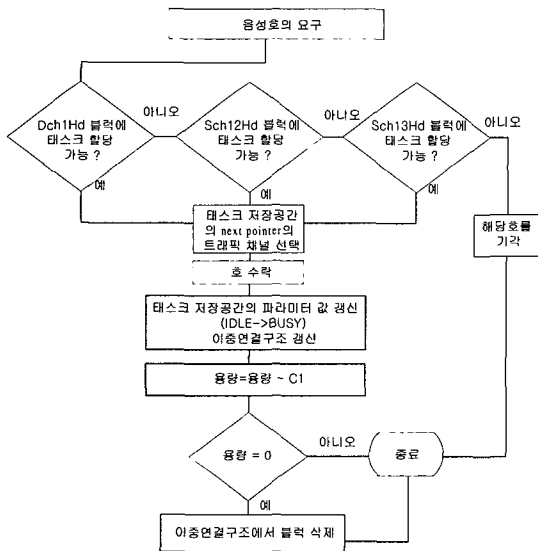 음성호의 요구
Dch1Hd 블럭에
태스크 할당
가능 ?
아니오
Sch12Hd 블럭에
태스크 할당
가능 ?
아니오
Sch13Hd 블럭에
태스크 할당
가능 ?
아니오
예
예
예
태스크 저장공간
의 next pointer의
트래픽 채널 선택
해당호를
기각
호 수락
태스크 저장공간의 파라미터 값 갱신
(IDLE->BUSY)
이중연결구조 갱신
용량=용량 - C1
용량 = 0
아니오
종료
예
이중연결구조에서 블럭 삭제